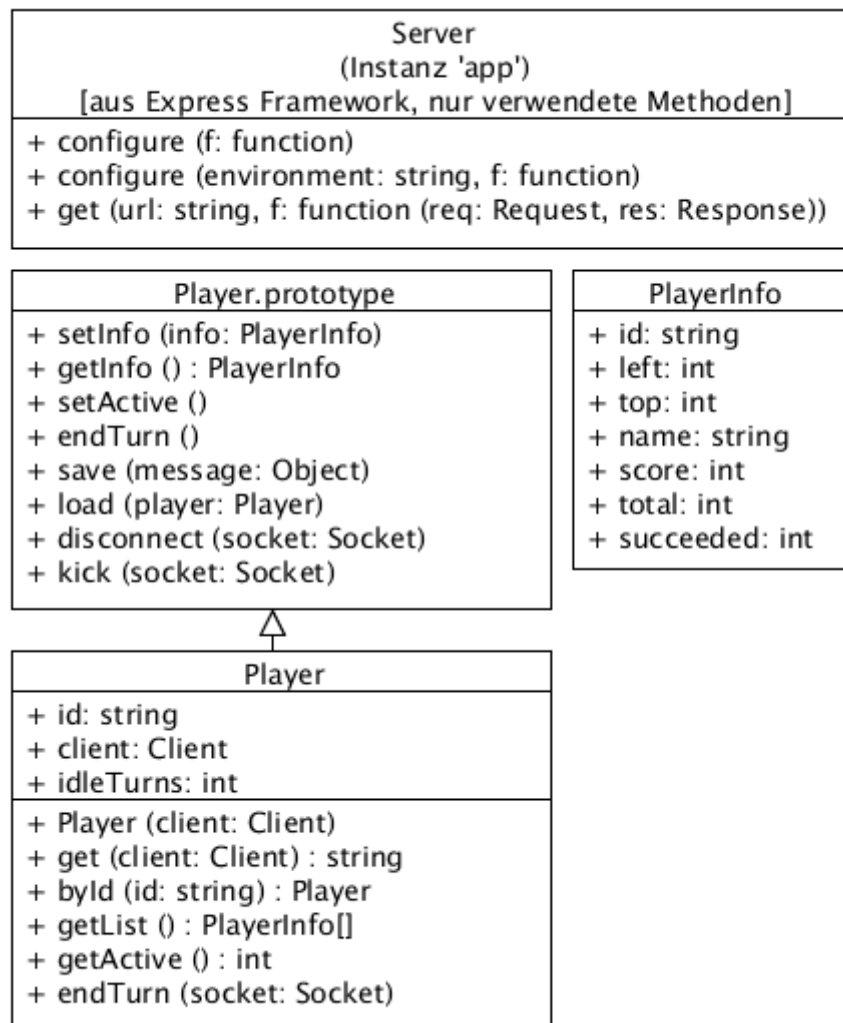 Server
(Instanz 'app')
[aus Express Framework, nur verwendete Methoden]
+ configure (f: function)
+ configure (environment: string, f: function)
+ get (url: string, f: function (req: Request, res: Response))
Player.prototype
+ setInfo (info: PlayerInfo)
+ getInfo () : PlayerInfo
+ setActive ()
+ endTurn ()
+ save (message: Object)
+ load (player: Player)
+ disconnect (socket: Socket)
+ kick (socket: Socket)
PlayerInfo
+ id: string
+ left: int
+ top: int
+ name: string
+ score: int
+ total: int
+ succeeded: int
Player
+ id: string
+ client: Client
+ idleTurns: int
+ Player (client: Client)
+ get (client: Client) : string
+ byId (id: string) : Player
+ getList () : PlayerInfo[]
+ getActive () : int
+ endTurn (socket: Socket)